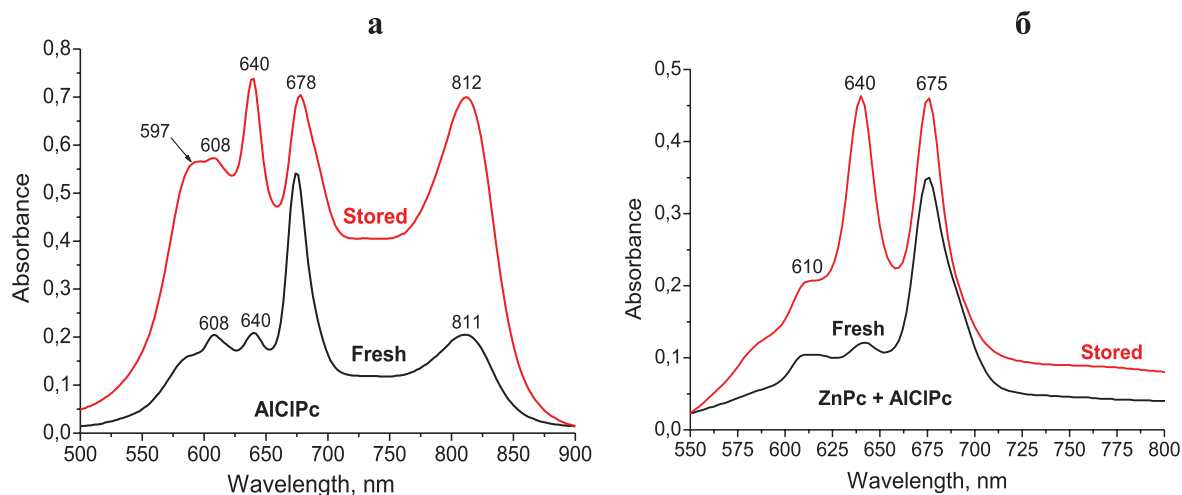 а
0,8
0,7
0,6
0,5
0,4
0,3
0,2
0,1
0,0
Absorbance
597
608
640
678
812
Stored
608
640
811
Fresh
AlClPc
500 550 600 650 700 750 800 850 900
Wavelength, nm
б
0,5
0,4
0,3
0,2
0,1
0,0
Absorbance
640
675
610
Fresh
Stored
ZnPc + AlClPc
550 575 600 625 650 675 700 725 750 775 800
Wavelength, nm